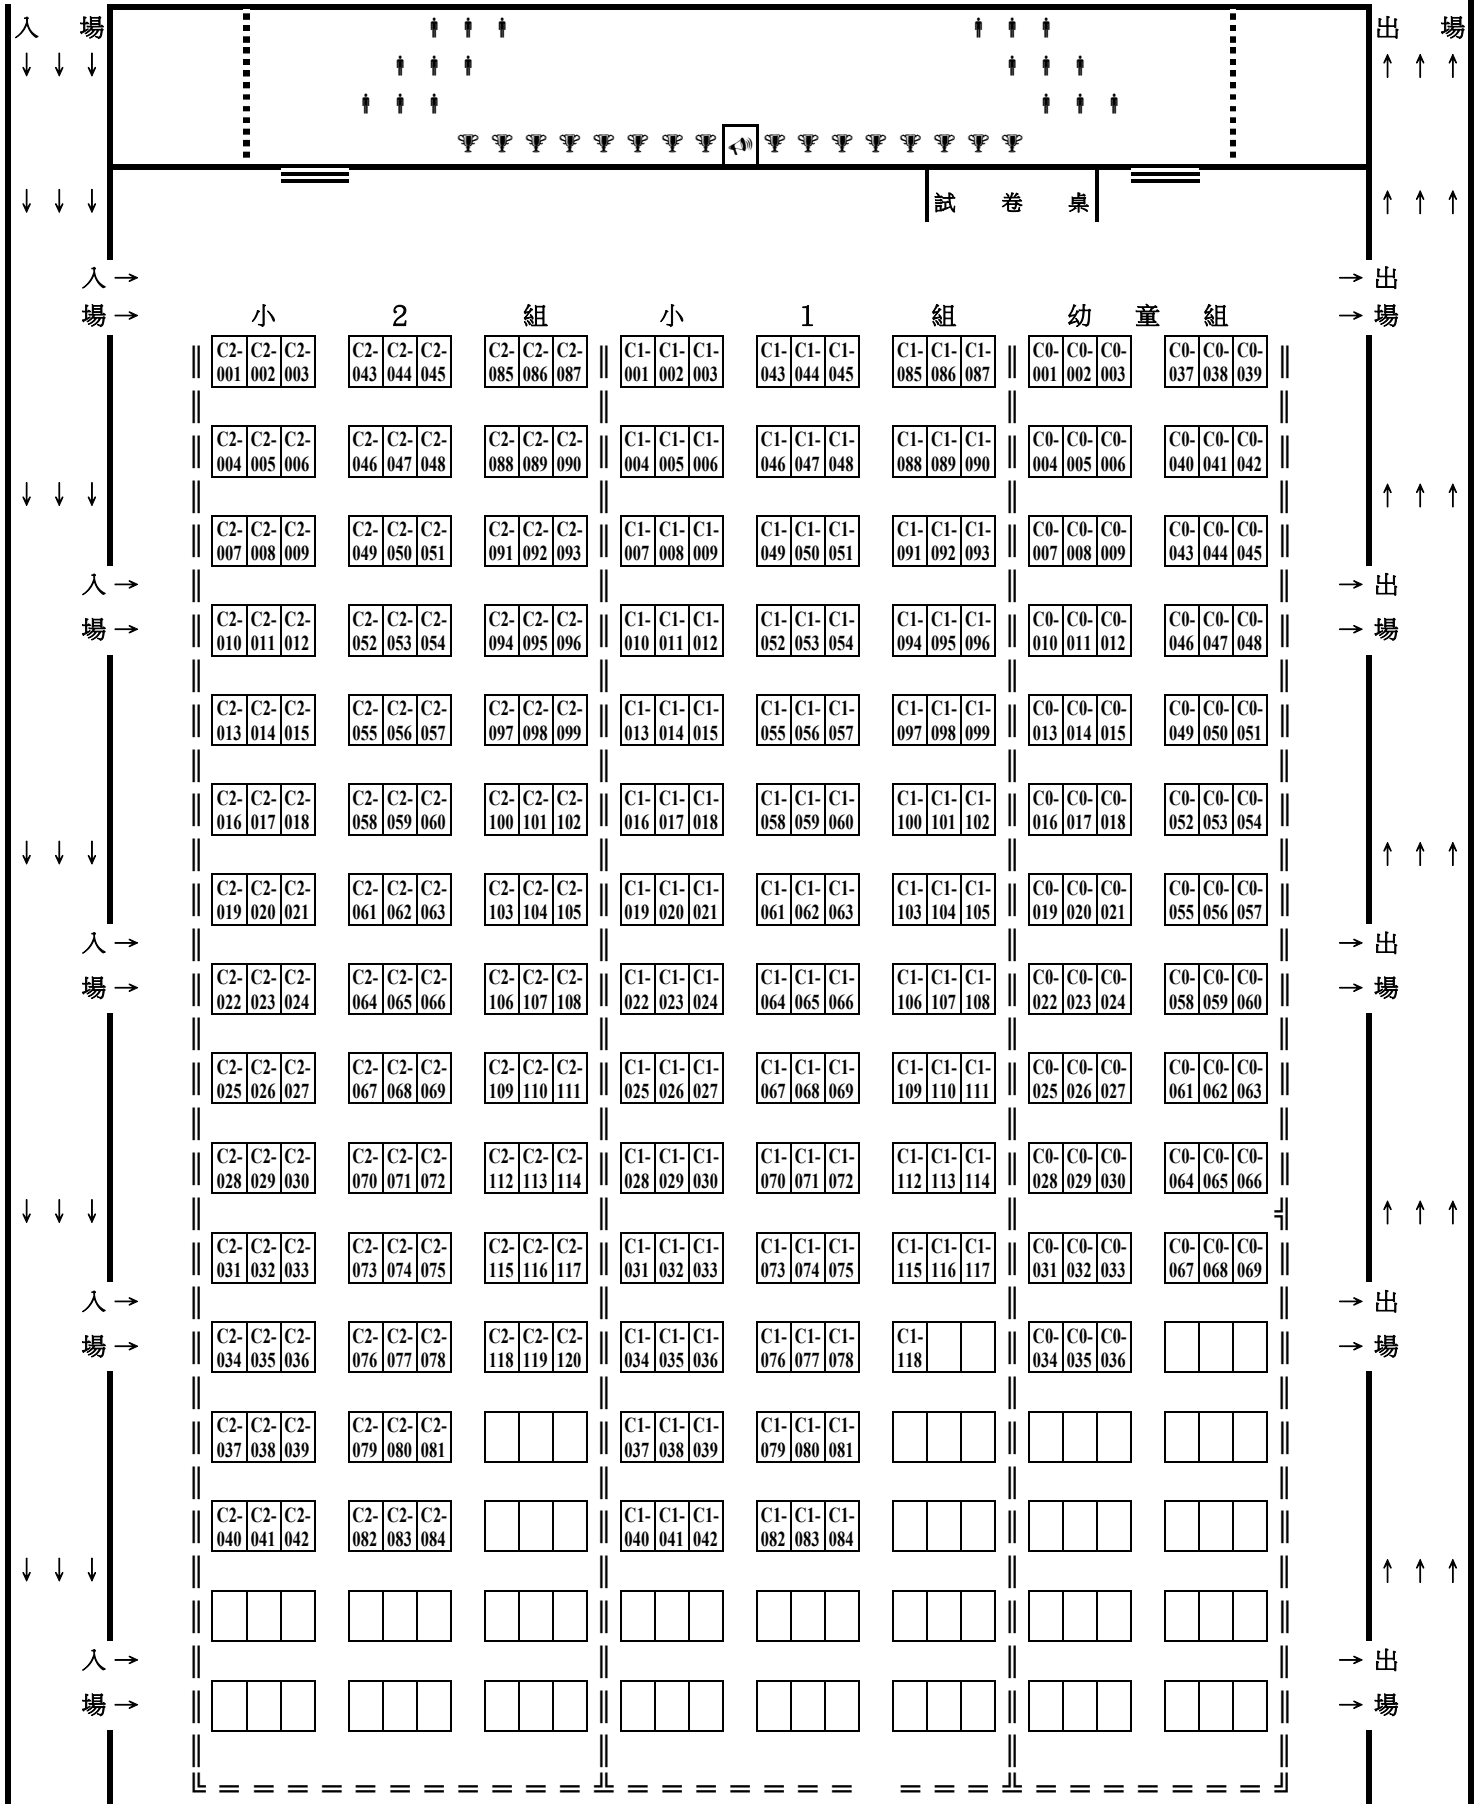 入 場 出 場
↓ ↓ ↓ ↑ ↑ ↑
↓ ↓ ↓ 試 卷 桌 ↑ ↑ ↑
入 → → 出
場 → 小 2 組 小 1 組 幼 童 組 → 場
C2- C2- C2- C2- C2- C2- C2- C2- C2- C1- C1- C1- C1- C1- C1- C1- C1- C1- C0- C0- C0- C0- C0- C0-
001 002 003 043 044 045 085 086 087 001 002 003 043 044 045 085 086 087 001 002 003 037 038 039
C2- C2- C2- C2- C2- C2- C2- C2- C2- C1- C1- C1- C1- C1- C1- C1- C1- C1- C0- C0- C0- C0- C0- C0-
004 005 006 046 047 048 088 089 090 004 005 006 046 047 048 088 089 090 004 005 006 040 041 042
↓ ↓ ↓ ↑ ↑ ↑
C2- C2- C2- C2- C2- C2- C2- C2- C2- C1- C1- C1- C1- C1- C1- C1- C1- C1- C0- C0- C0- C0- C0- C0-
007 008 009 049 050 051 091 092 093 007 008 009 049 050 051 091 092 093 007 008 009 043 044 045
入 → → 出
場 → C2- C2- C2- C2- C2- C2- C2- C2- C2- C1- C1- C1- C1- C1- C1- C1- C1- C1- C0- C0- C0- C0- C0- C0- → 場
010 011 012 052 053 054 094 095 096 010 011 012 052 053 054 094 095 096 010 011 012 046 047 048
C2- C2- C2- C2- C2- C2- C2- C2- C2- C1- C1- C1- C1- C1- C1- C1- C1- C1- C0- C0- C0- C0- C0- C0-
013 014 015 055 056 057 097 098 099 013 014 015 055 056 057 097 098 099 013 014 015 049 050 051
C2- C2- C2- C2- C2- C2- C2- C2- C2- C1- C1- C1- C1- C1- C1- C1- C1- C1- C0- C0- C0- C0- C0- C0-
016 017 018 058 059 060 100 101 102 016 017 018 058 059 060 100 101 102 016 017 018 052 053 054
↓ ↓ ↓ ↑ ↑ ↑
C2- C2- C2- C2- C2- C2- C2- C2- C2- C1- C1- C1- C1- C1- C1- C1- C1- C1- C0- C0- C0- C0- C0- C0-
019 020 021 061 062 063 103 104 105 019 020 021 061 062 063 103 104 105 019 020 021 055 056 057
入 → → 出
場 → C2- C2- C2- C2- C2- C2- C2- C2- C2- C1- C1- C1- C1- C1- C1- C1- C1- C1- C0- C0- C0- C0- C0- C0- → 場
022 023 024 064 065 066 106 107 108 022 023 024 064 065 066 106 107 108 022 023 024 058 059 060
C2- C2- C2- C2- C2- C2- C2- C2- C2- C1- C1- C1- C1- C1- C1- C1- C1- C1- C0- C0- C0- C0- C0- C0-
025 026 027 067 068 069 109 110 111 025 026 027 067 068 069 109 110 111 025 026 027 061 062 063
C2- C2- C2- C2- C2- C2- C2- C2- C2- C1- C1- C1- C1- C1- C1- C1- C1- C1- C0- C0- C0- C0- C0- C0-
028 029 030 070 071 072 112 113 114 028 029 030 070 071 072 112 113 114 028 029 030 064 065 066
↓ ↓ ↓ ↑ ↑ ↑
C2- C2- C2- C2- C2- C2- C2- C2- C2- C1- C1- C1- C1- C1- C1- C1- C1- C1- C0- C0- C0- C0- C0- C0-
031 032 033 073 074 075 115 116 117 031 032 033 073 074 075 115 116 117 031 032 033 067 068 069
入 → → 出
場 → C2- C2- C2- C2- C2- C2- C2- C2- C2- C1- C1- C1- C1- C1- C1- C1- C0- C0- C0- → 場
034 035 036 076 077 078 118 119 120 034 035 036 076 077 078 118 034 035 036
C2- C2- C2- C2- C2- C2- C1- C1- C1- C1- C1- C1-
037 038 039 079 080 081 037 038 039 079 080 081
C2- C2- C2- C2- C2- C2- C1- C1- C1- C1- C1- C1-
040 041 042 082 083 084 040 041 042 082 083 084
↓ ↓ ↓ ↑ ↑ ↑
入 → → 出
場 → → 場